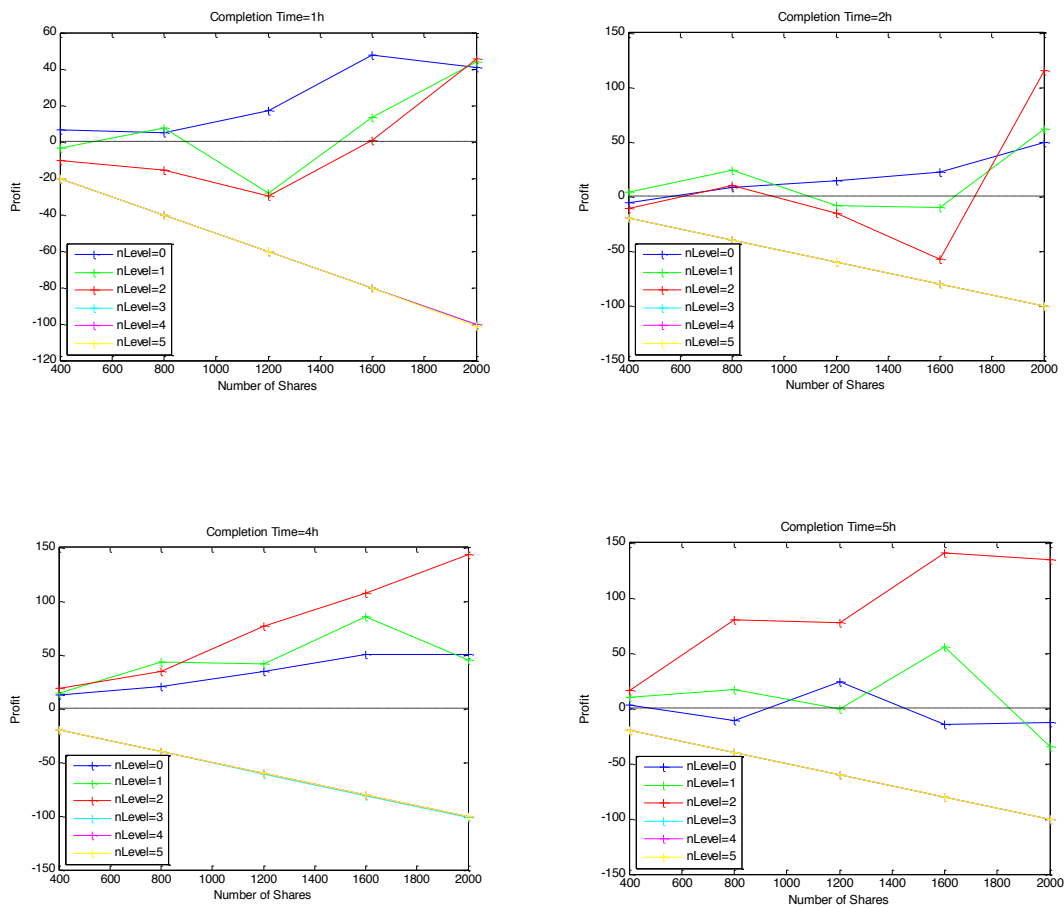 Completion Time=1h
60
40
20
0
-20
-40
-60
-80
-100
-120
Profit
nLevel=0
nLevel=1
nLevel=2
nLevel=3
nLevel=4
nLevel=5
400 600 800 1000 1200 1400 1600 1800 2000
Number of Shares
Completion Time=2h
150
100
50
0
-50
-100
-150
Profit
nLevel=0
nLevel=1
nLevel=2
nLevel=3
nLevel=4
nLevel=5
400 600 800 1000 1200 1400 1600 1800 2000
Number of Shares
Completion Time=4h
150
100
50
0
-50
-100
-150
Profit
nLevel=0
nLevel=1
nLevel=2
nLevel=3
nLevel=4
nLevel=5
400 600 800 1000 1200 1400 1600 1800 2000
Number of Shares
Completion Time=5h
150
100
50
0
-50
-100
-150
Profit
nLevel=0
nLevel=1
nLevel=2
nLevel=3
nLevel=4
nLevel=5
400 600 800 1000 1200 1400 1600 1800 2000
Number of Shares